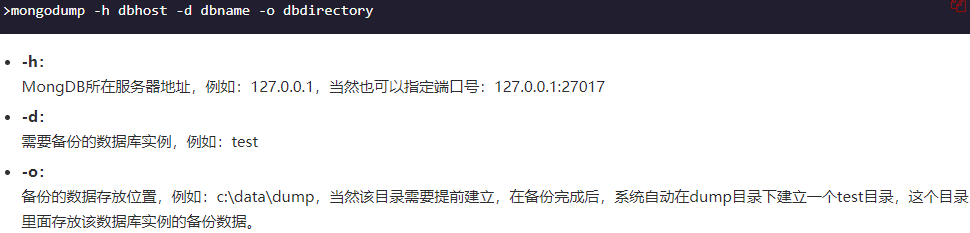 >mongodump -h dbhost -d dbname -o dbdirectory
-h：
MongDB所在服务器地址，例如：127.0.0.1，当然也可以指定端口号：127.0.0.1:27017
-d：
需要备份的数据库实例，例如：test
-o：
备份的数据存放位置，例如：c:\data\dump，当然该目录需要提前建立，在备份完成后，系统自动在dump目录下建立一个test目录，这个目录
里面存放该数据库实例的备份数据。